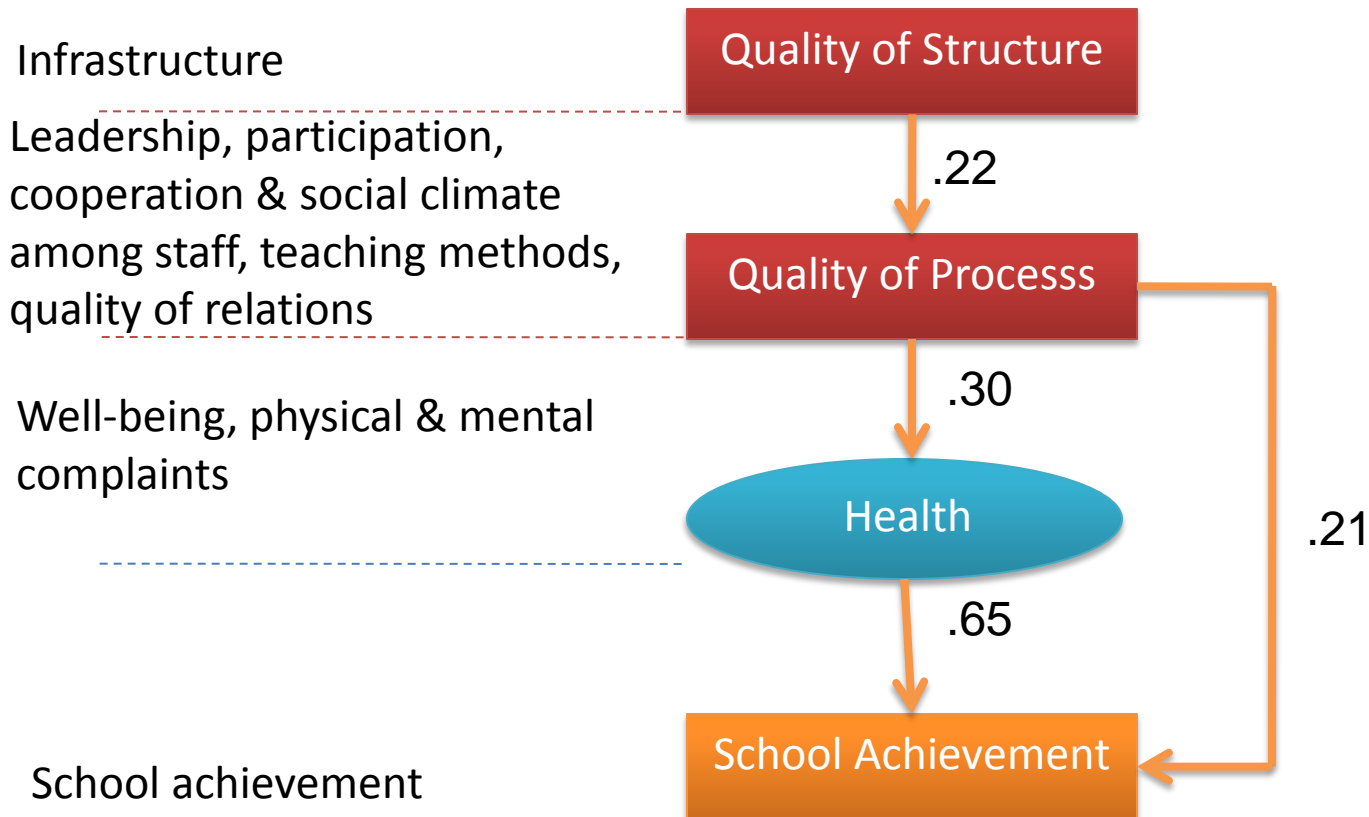 Infrastructure
Quality of Structure
.22
Leadership, participation,
cooperation & social climate
among staff, teaching methods,
quality of relations
Quality of Processs
.30
Well-being, physical & mental
complaints
Health
.21
.65
School Achievement
School achievement